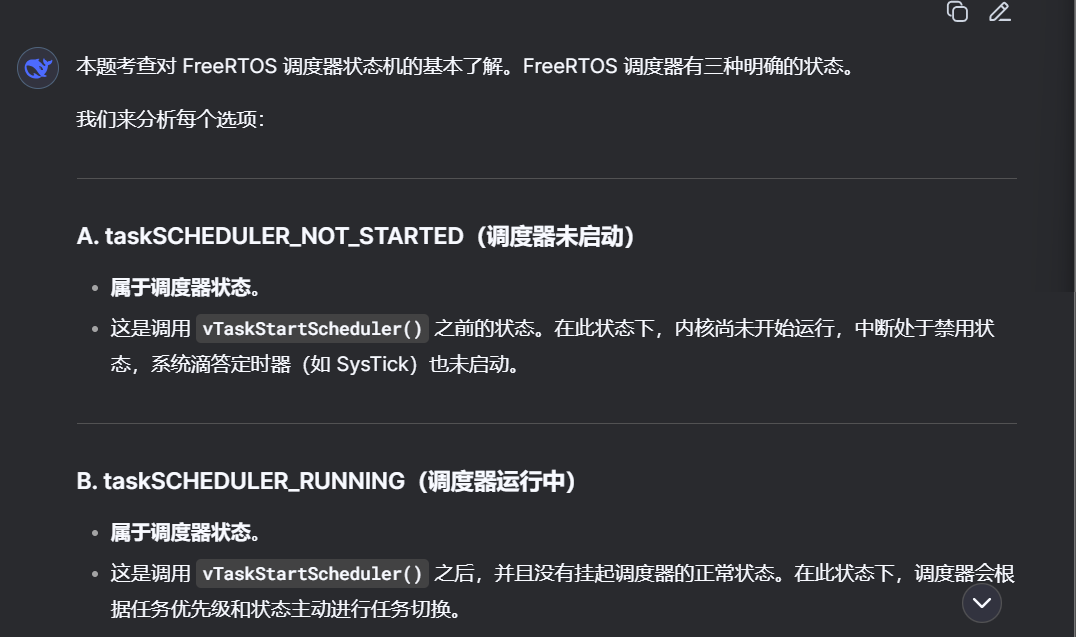 本题考查对 FreeRTOS 调度器状态机的基本了解。FreeRTOS 调度器有三种明确的状态。
我们来分析每个选项：
A. taskSCHEDULER_NOT_STARTED（调度器未启动）
属于调度器状态。
这是调用 vTaskStartScheduler() 之前的状态。在此状态下，内核尚未开始运行，中断处于禁用状
态，系统滴答定时器（如 SysTick）也未启动。
B. taskSCHEDULER_RUNNING（调度器运行中）
属于调度器状态。
这是调用 vTaskStartScheduler() 之后，并且没有挂起调度器的正常状态。在此状态下，调度器会根
据任务优先级和状态主动进行任务切换。